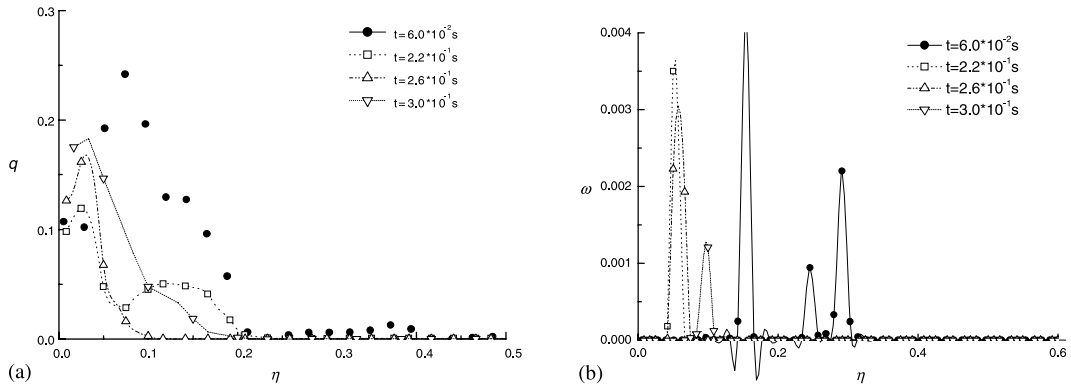 0.3
0.2
q
0.1
0.0
0.0 0.1 0.2 0.3 0.4 0.5
(a)
η
t=6.0*10⁻²s
t=2.2*10⁻¹s
t=2.6*10⁻¹s
t=3.0*10⁻¹s
0.004
0.003
ω
0.002
0.001
0.000
0.0 0.2 0.4 0.6
(b)
η
t=6.0*10⁻²s
t=2.2*10⁻¹s
t=2.6*10⁻¹s
t=3.0*10⁻¹s